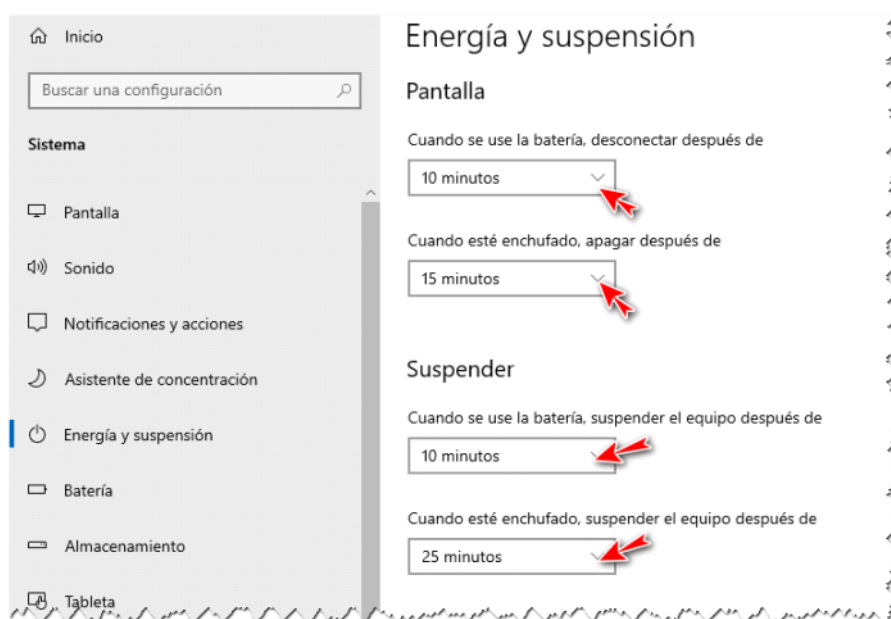 Inicio
Buscar una configuración
Sistema
Pantalla
Sonido
Notificaciones y acciones
Asistente de concentración
Energía y suspensión
Batería
Almacenamiento
Tableta
Energía y suspensión
Pantalla
Cuando se use la batería, desconectar después de
10 minutos
Cuando esté enchufado, apagar después de
15 minutos
Suspender
Cuando se use la batería, suspender el equipo después de
10 minutos
Cuando esté enchufado, suspender el equipo después de
25 minutos